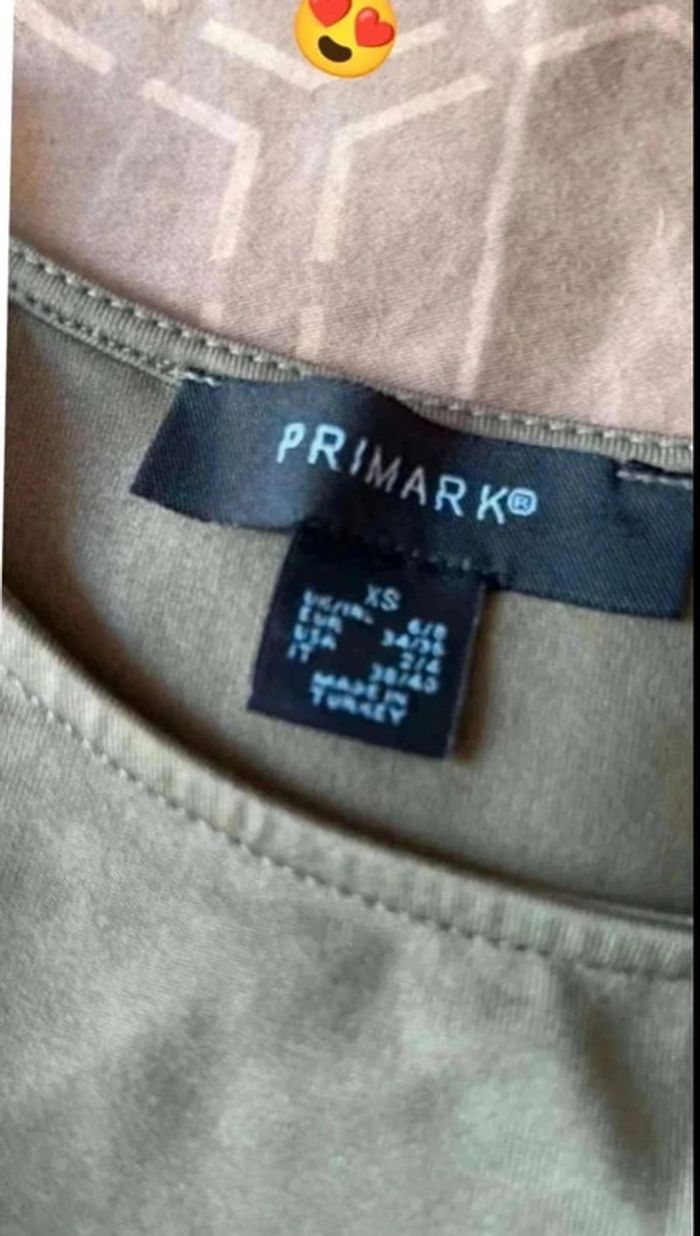 PRIMARK®
XS
UK/IRL 6/8
EUR 34/36
USA 2/4
IT 38/40
MADE IN
TURKEY